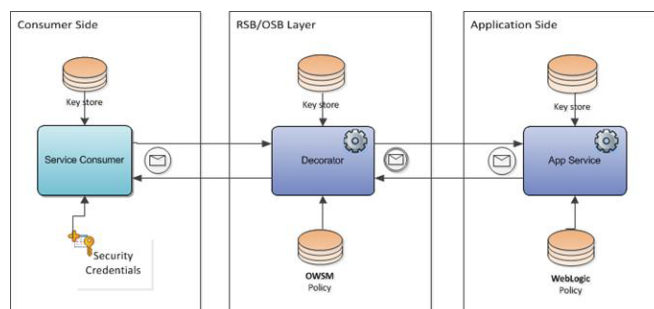 Consumer Side
RSB/OSB Layer
Application Side
Key store
Key store
Key store
Service Consumer
Decorator
App Service
Security
Credentials
OWSM
Policy
WebLogic
Policy